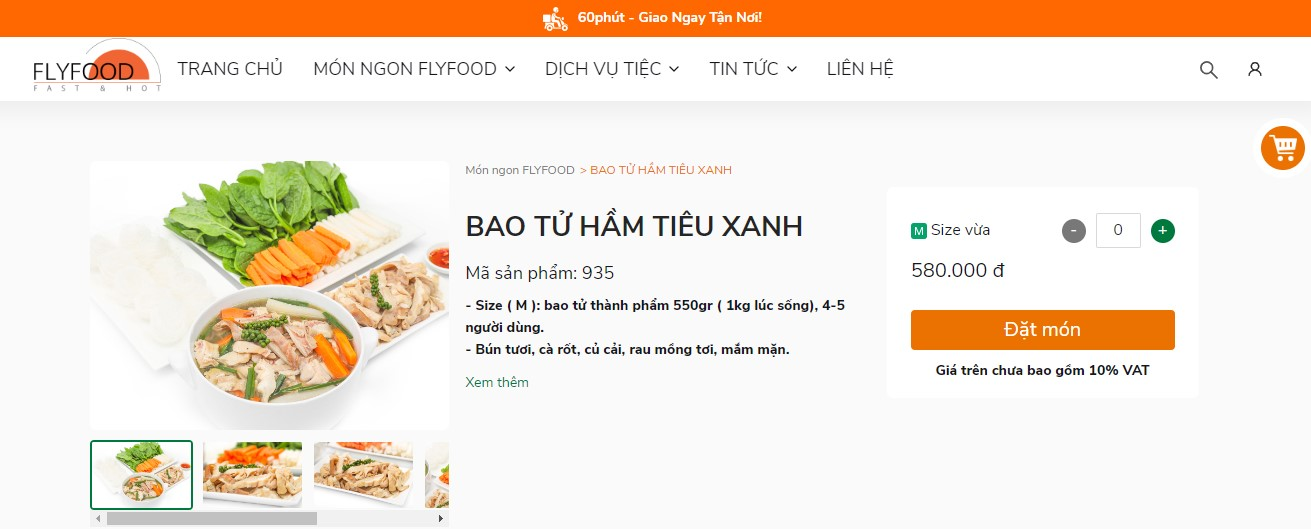 60phút - Giao Ngay Tận Nơi!
FLYFOOD
FAST & HOT
TRANG CHỦ
MÓN NGON FLYFOOD
DỊCH VỤ TIỆC
TIN TỨC
LIÊN HỆ
Món ngon FLYFOOD > BAO TỬ HẦM TIÊU XANH
BAO TỬ HẦM TIÊU XANH
Mã sản phẩm: 935
- Size ( M ): bao tử thành phẩm 550gr ( 1kg lúc sống), 4-5
người dùng.
- Bún tươi, cà rốt, củ cải, rau mồng tơi, mắm mặn.
Xem thêm
M Size vừa
- 0 +
580.000 đ
Đặt món
Giá trên chưa bao gồm 10% VAT